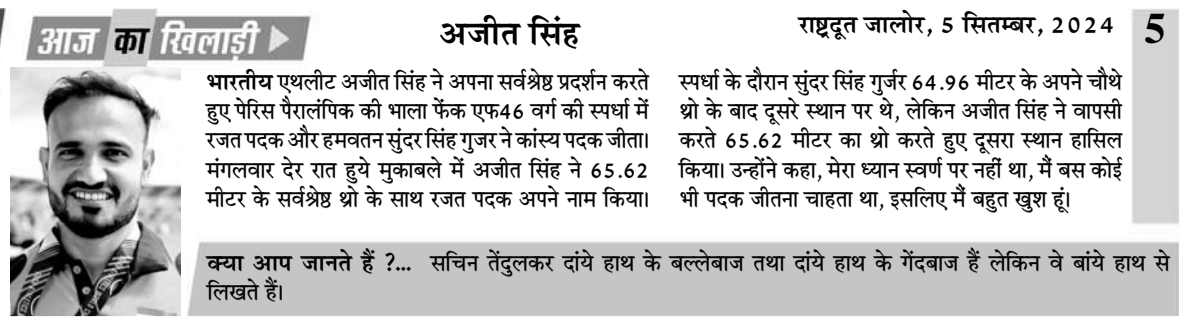 आज का खिलाड़ी
अजीत सिंह
राष्ट्रदूत जालोर, 5 सितम्बर, 2024
5
भारतीय एथलीट अजीत सिंह ने अपना सर्वश्रेष्ठ प्रदर्शन करते
हुए पेरिस पैरालंपिक की भाला फेंक एफ46 वर्ग की स्पर्धा में
रजत पदक और हमवतन सुंदर सिंह गुजर ने कांस्य पदक जीता।
मंगलवार देर रात हुये मुकाबले में अजीत सिंह ने 65.62
मीटर के सर्वश्रेष्ठ थ्रो के साथ रजत पदक अपने नाम किया।
स्पर्धा के दौरान सुंदर सिंह गुर्जर 64.96 मीटर के अपने चौथे
थ्रो के बाद दूसरे स्थान पर थे, लेकिन अजीत सिंह ने वापसी
करते 65.62 मीटर का थ्रो करते हुए दूसरा स्थान हासिल
किया। उन्होंने कहा, मेरा ध्यान स्वर्ण पर नहीं था, मैं बस कोई
भी पदक जीतना चाहता था, इसलिए मैं बहुत खुश हूं।
क्या आप जानते हैं ?... सचिन तेंदुलकर दांये हाथ के बल्लेबाज तथा दांये हाथ के गेंदबाज हैं लेकिन वे बांये हाथ से
लिखते हैं।